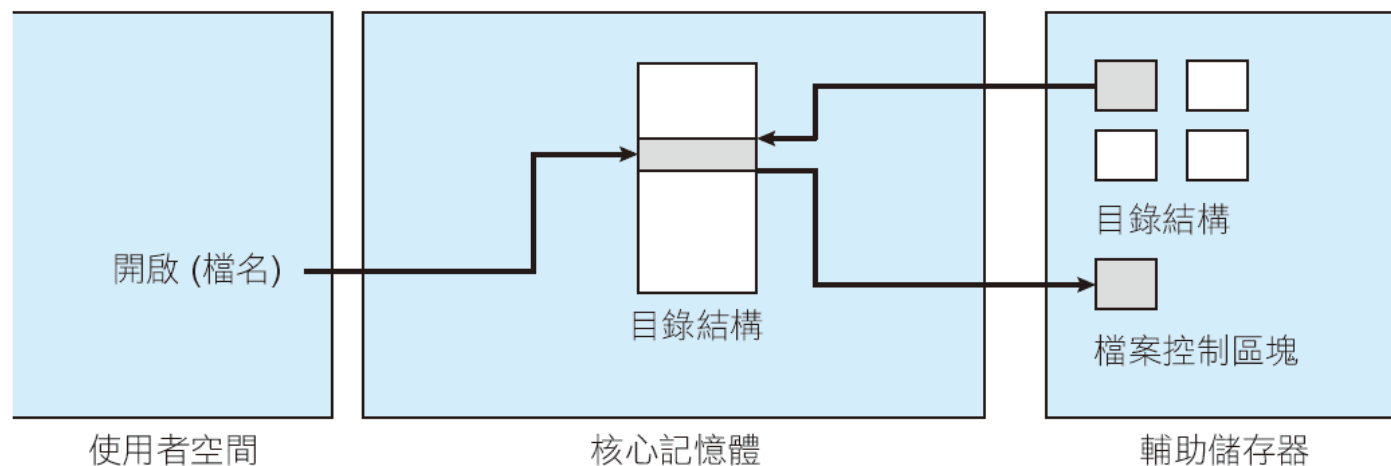 開啟 (檔名)
目錄結構
目錄結構
檔案控制區塊
使用者空間
核心記憶體
輔助儲存器